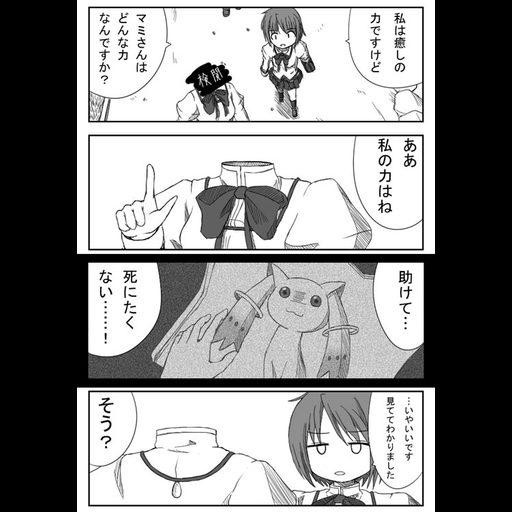 私は癒しの
力ですけど
マミさんは
どんな力
なんですか？
検閲
ああ
私の力はね
助けて…
死にたく
ない……！
…いやいいです
見ててわかりました
そう？